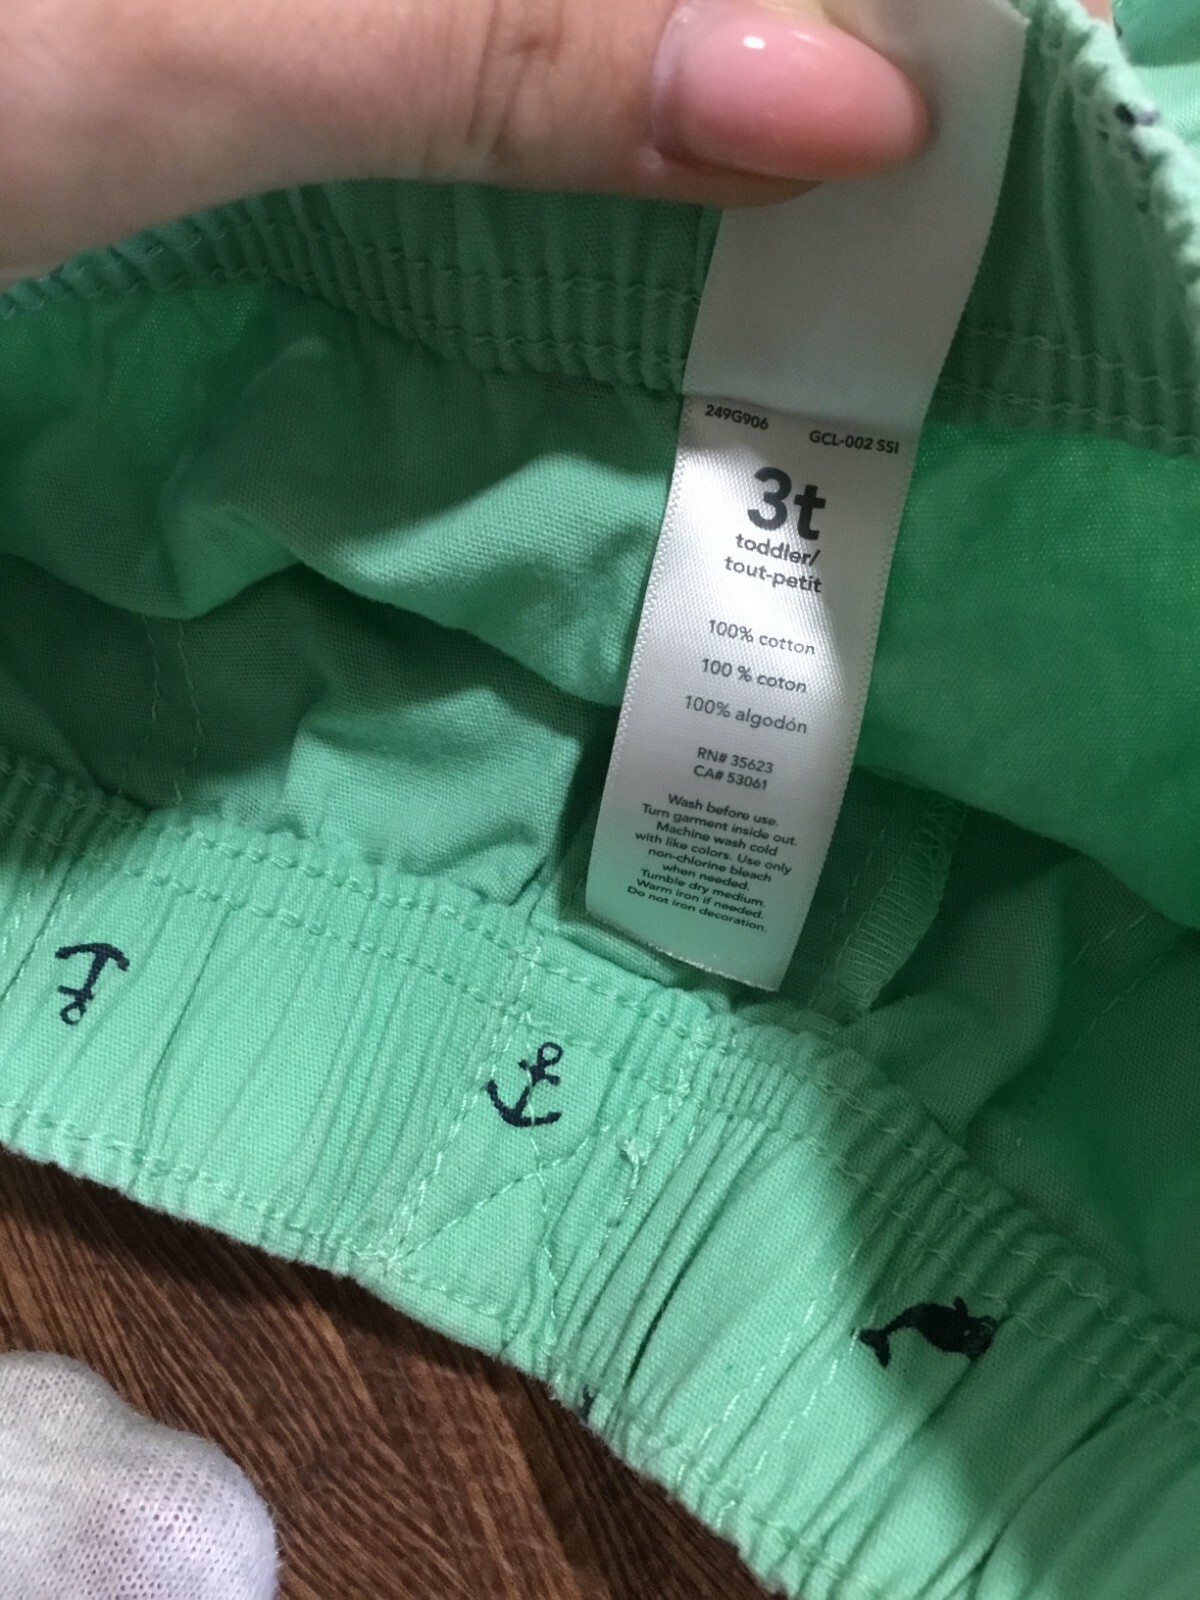 249G906 GCL-002 SSI
3t
toddler/
tout-petit
100% cotton
100 % coton
100% algodón
RN# 35623
CA# 53061
Wash before use.
Turn garment inside out.
Machine wash cold
with like colors. Use only
non-chlorine bleach
when needed.
Tumble dry medium.
Warm iron if needed.
Do not iron decoration.